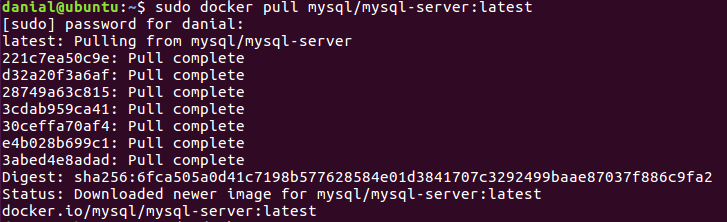 danial@ubuntu:~$ sudo docker pull mysql/mysql-server:latest
[sudo] password for danial:
latest: Pulling from mysql/mysql-server
221c7ea50c9e: Pull complete
d32a20f3a6af: Pull complete
28749a63c815: Pull complete
3cdab959ca41: Pull complete
30ceffa70af4: Pull complete
e4b028b699c1: Pull complete
3abed4e8adad: Pull complete
Digest: sha256:6fca505a0d41c7198b577628584e01d3841707c3292499baae87037f886c9fa2
Status: Downloaded newer image for mysql/mysql-server:latest
docker.io/mysql/mysql-server:latest